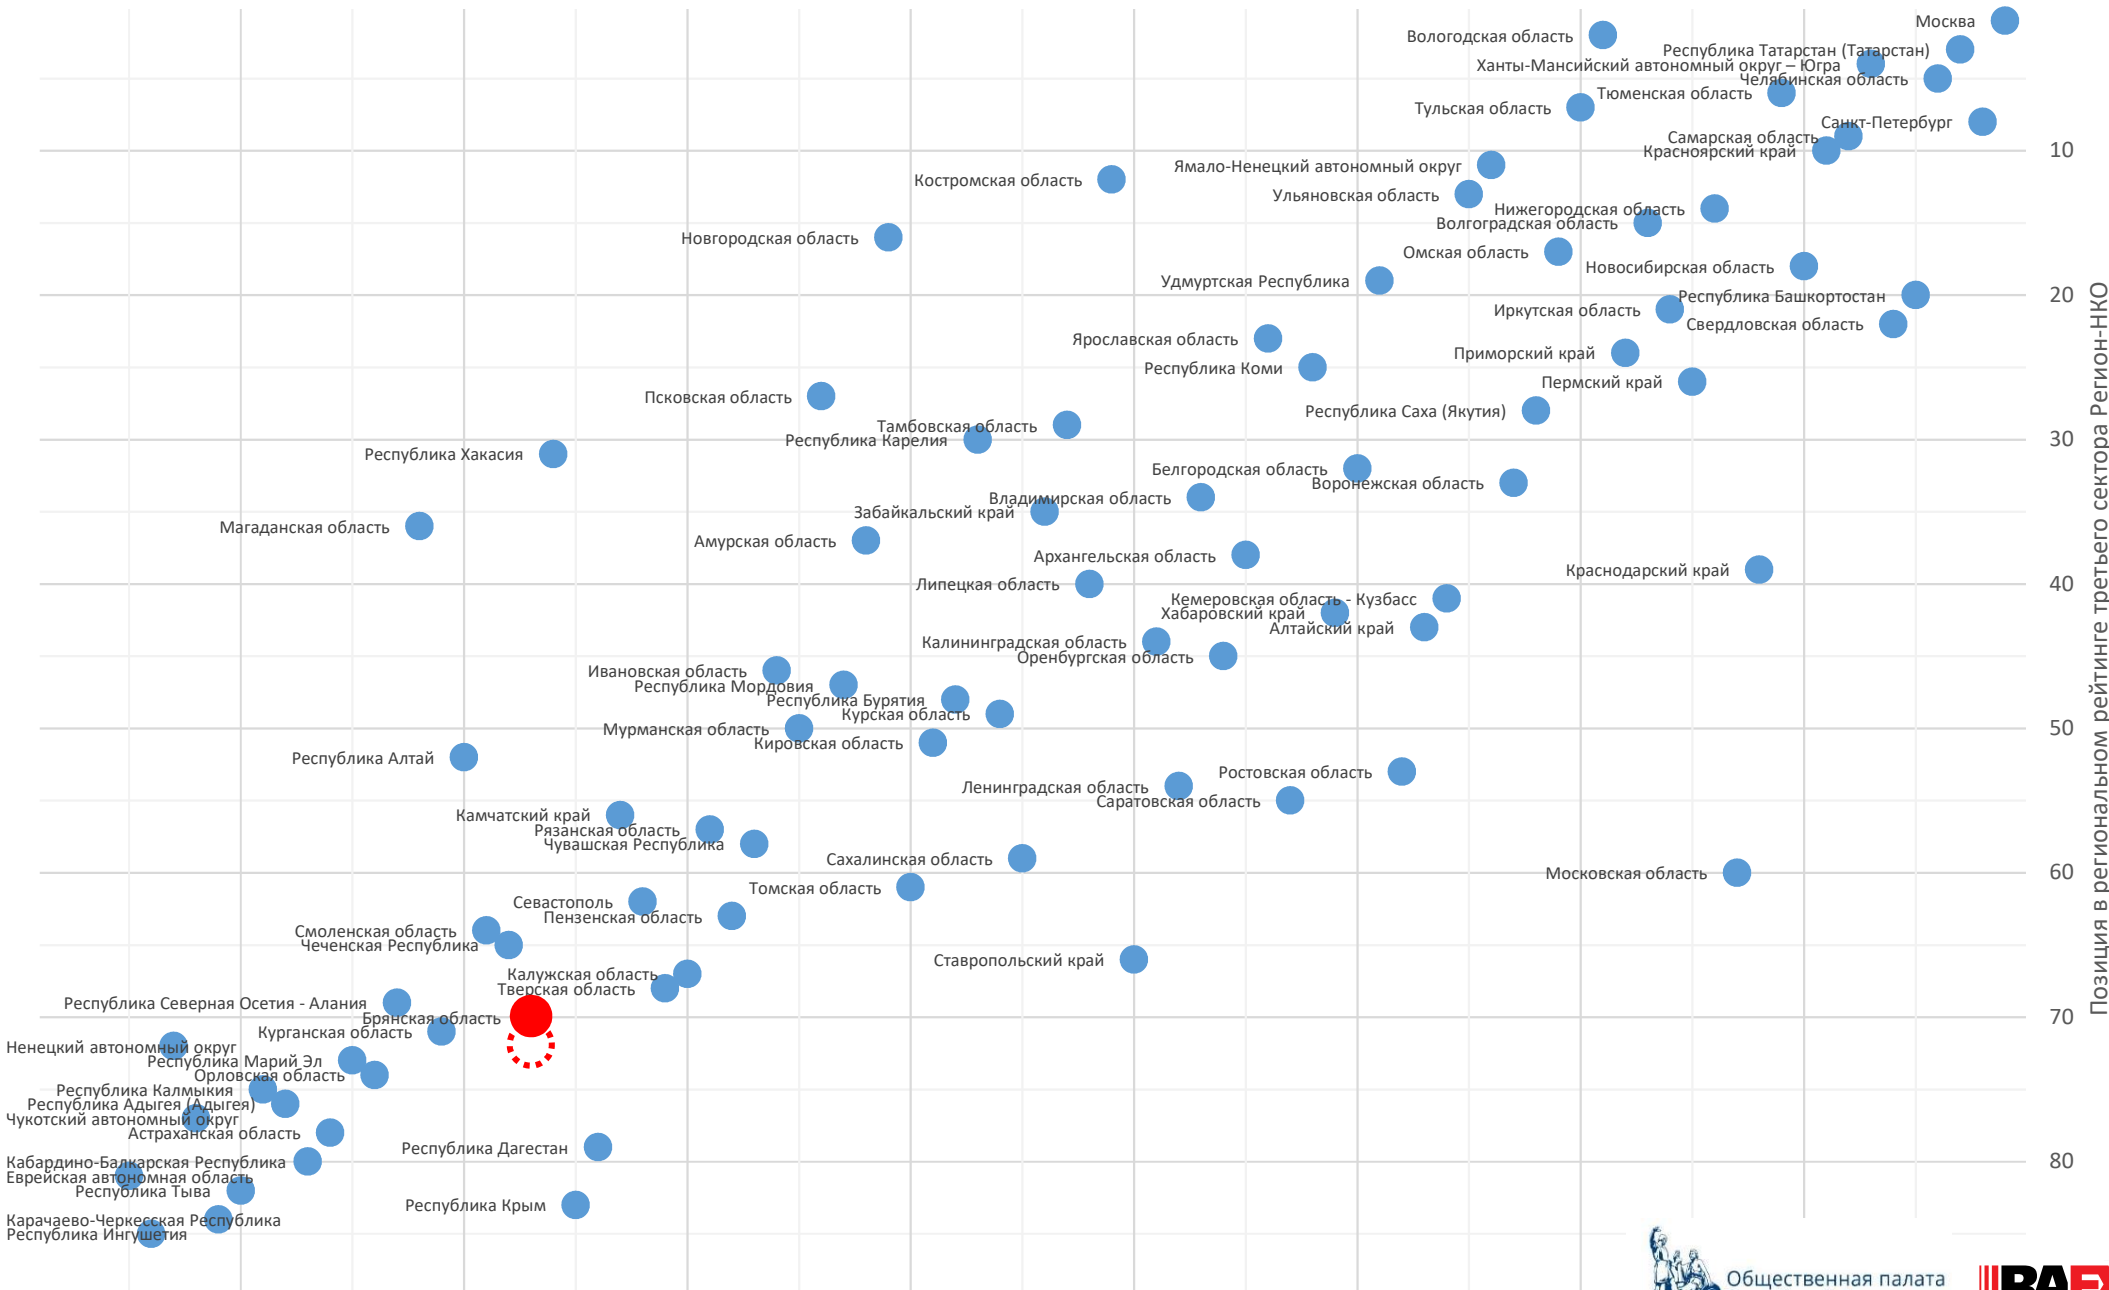 Москва
Вологодская область
Республика Татарстан (Татарстан)
Ханты-Мансийский автономный округ – Югра
Челябинская область
Тюменская область
Тульская область
Санкт-Петербург
Самарская область
Красноярский край
10
Ямало-Ненецкий автономный округ
Костромская область
Ульяновская область
Нижегородская область
Волгоградская область
Новгородская область
Омская область
Новосибирская область
Удмуртская Республика
Республика Башкортостан
20
Иркутская область
Свердловская область
Ярославская область
Приморский край
Республика Коми
Пермский край
Псковская область
Республика Саха (Якутия)
Тамбовская область
Республика Карелия
30
Республика Хакасия
Белгородская область
Воронежская область
Владимирская область
Забайкальский край
Магаданская область
Амурская область
Архангельская область
Краснодарский край
Липецкая область
40
Кемеровская область - Кузбасс
Хабаровский край
Алтайский край
Калининградская область
Оренбургская область
Ивановская область
Республика Мордовия
Республика Бурятия
Курская область
Мурманская область
50
Кировская область
Республика Алтай
Ростовская область
Ленинградская область
Саратовская область
Камчатский край
Рязанская область
Чувашская Республика
Сахалинская область
Московская область
60
Томская область
Севастополь
Пензенская область
Смоленская область
Чеченская Республика
Ставропольский край
Калужская область
Тверская область
Республика Северная Осетия - Алания
Брянская область
70
Курганская область
Ненецкий автономный округ
Республика Марий Эл
Орловская область
Республика Калмыкия
Республика Адыгея (Адыгея)
Чукотский автономный округ
Астраханская область
Республика Дагестан
Кабардино-Балкарская Республика
80
Еврейская автономная область
Республика Тыва
Республика Крым
Карачаево-Черкесская Республика
Республика Ингушетия
Позиция в региональном рейтинге третьего сектора Регион-НКО
Общественная палата